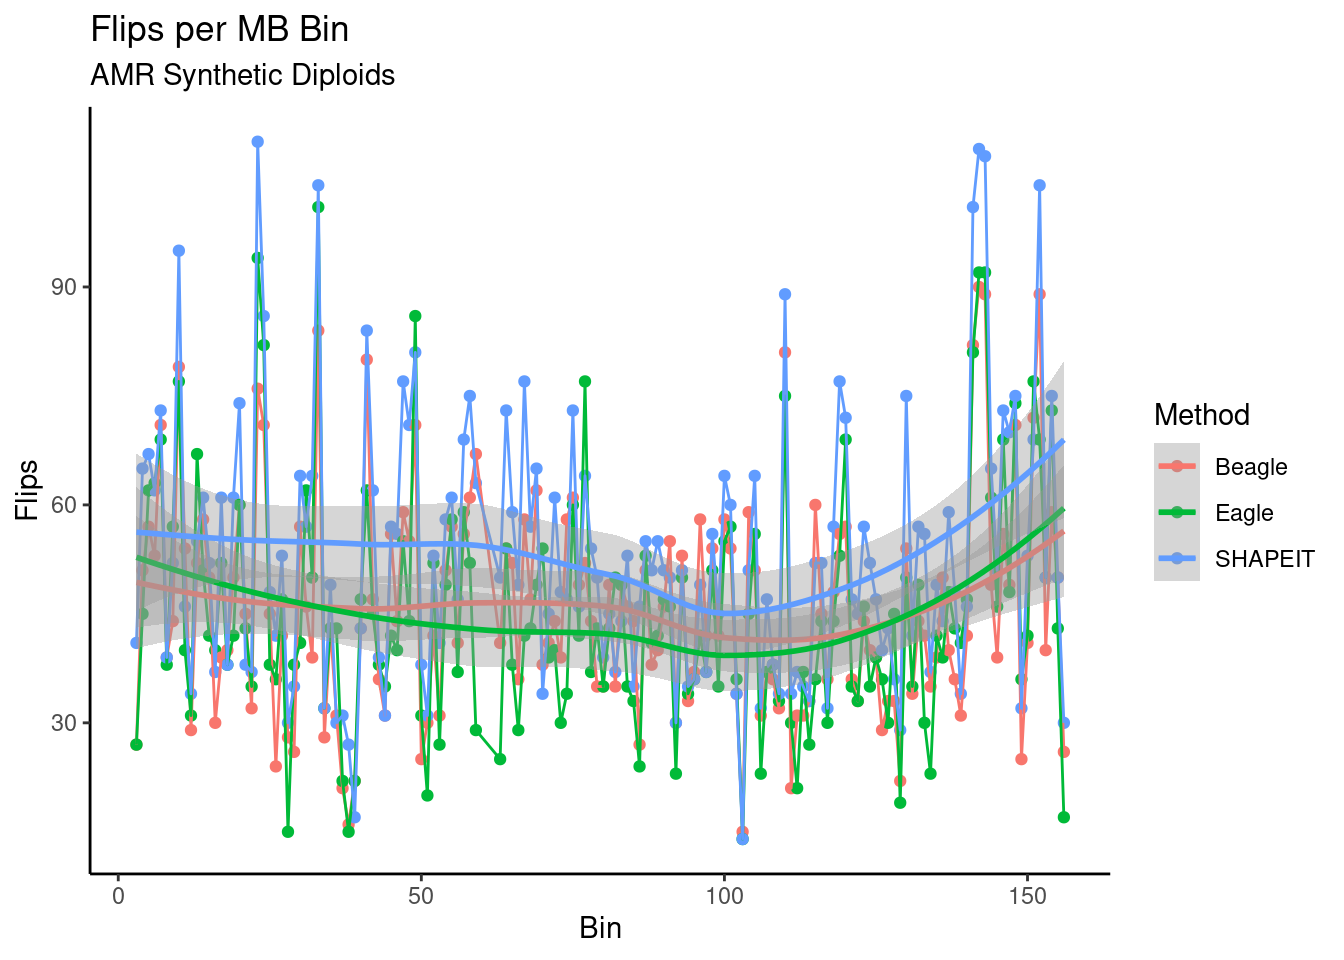 Flips per MB Bin
AMR Synthetic Diploids
Flips
90
60
30
0
50
100
150
Bin
Method
Beagle
Eagle
SHAPEIT